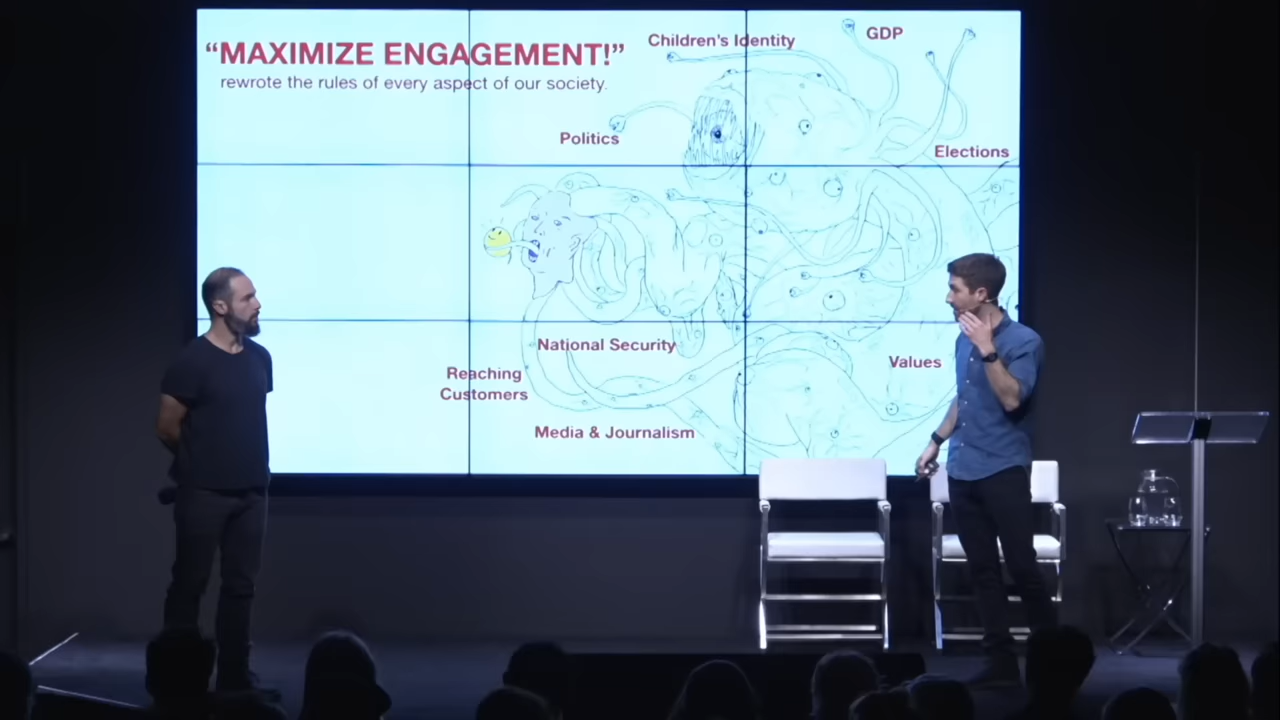 “MAXIMIZE ENGAGEMENT!”
rewrote the rules of every aspect of our society.
Children's Identity
GDP
Politics
Elections
National Security
Reaching
Customers
Values
Media & Journalism